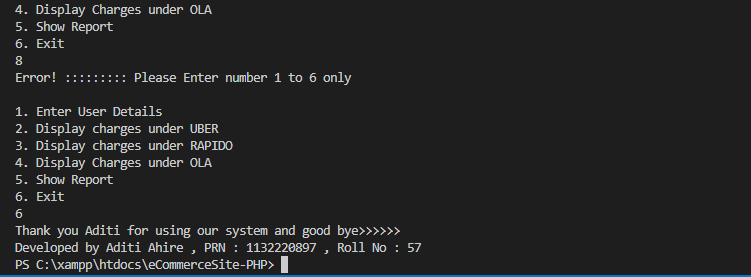 4. Display Charges under OLA
5. Show Report
6. Exit
8
Error! ::::::::: Please Enter number 1 to 6 only
1. Enter User Details
2. Display charges under UBER
3. Display charges under RAPIDO
4. Display Charges under OLA
5. Show Report
6. Exit
6
Thank you Aditi for using our system and good bye>>>>>>
Developed by Aditi Ahire , PRN : 1132220897 , Roll No : 57
PS C:\xampp\htdocs\eCommerceSite-PHP>